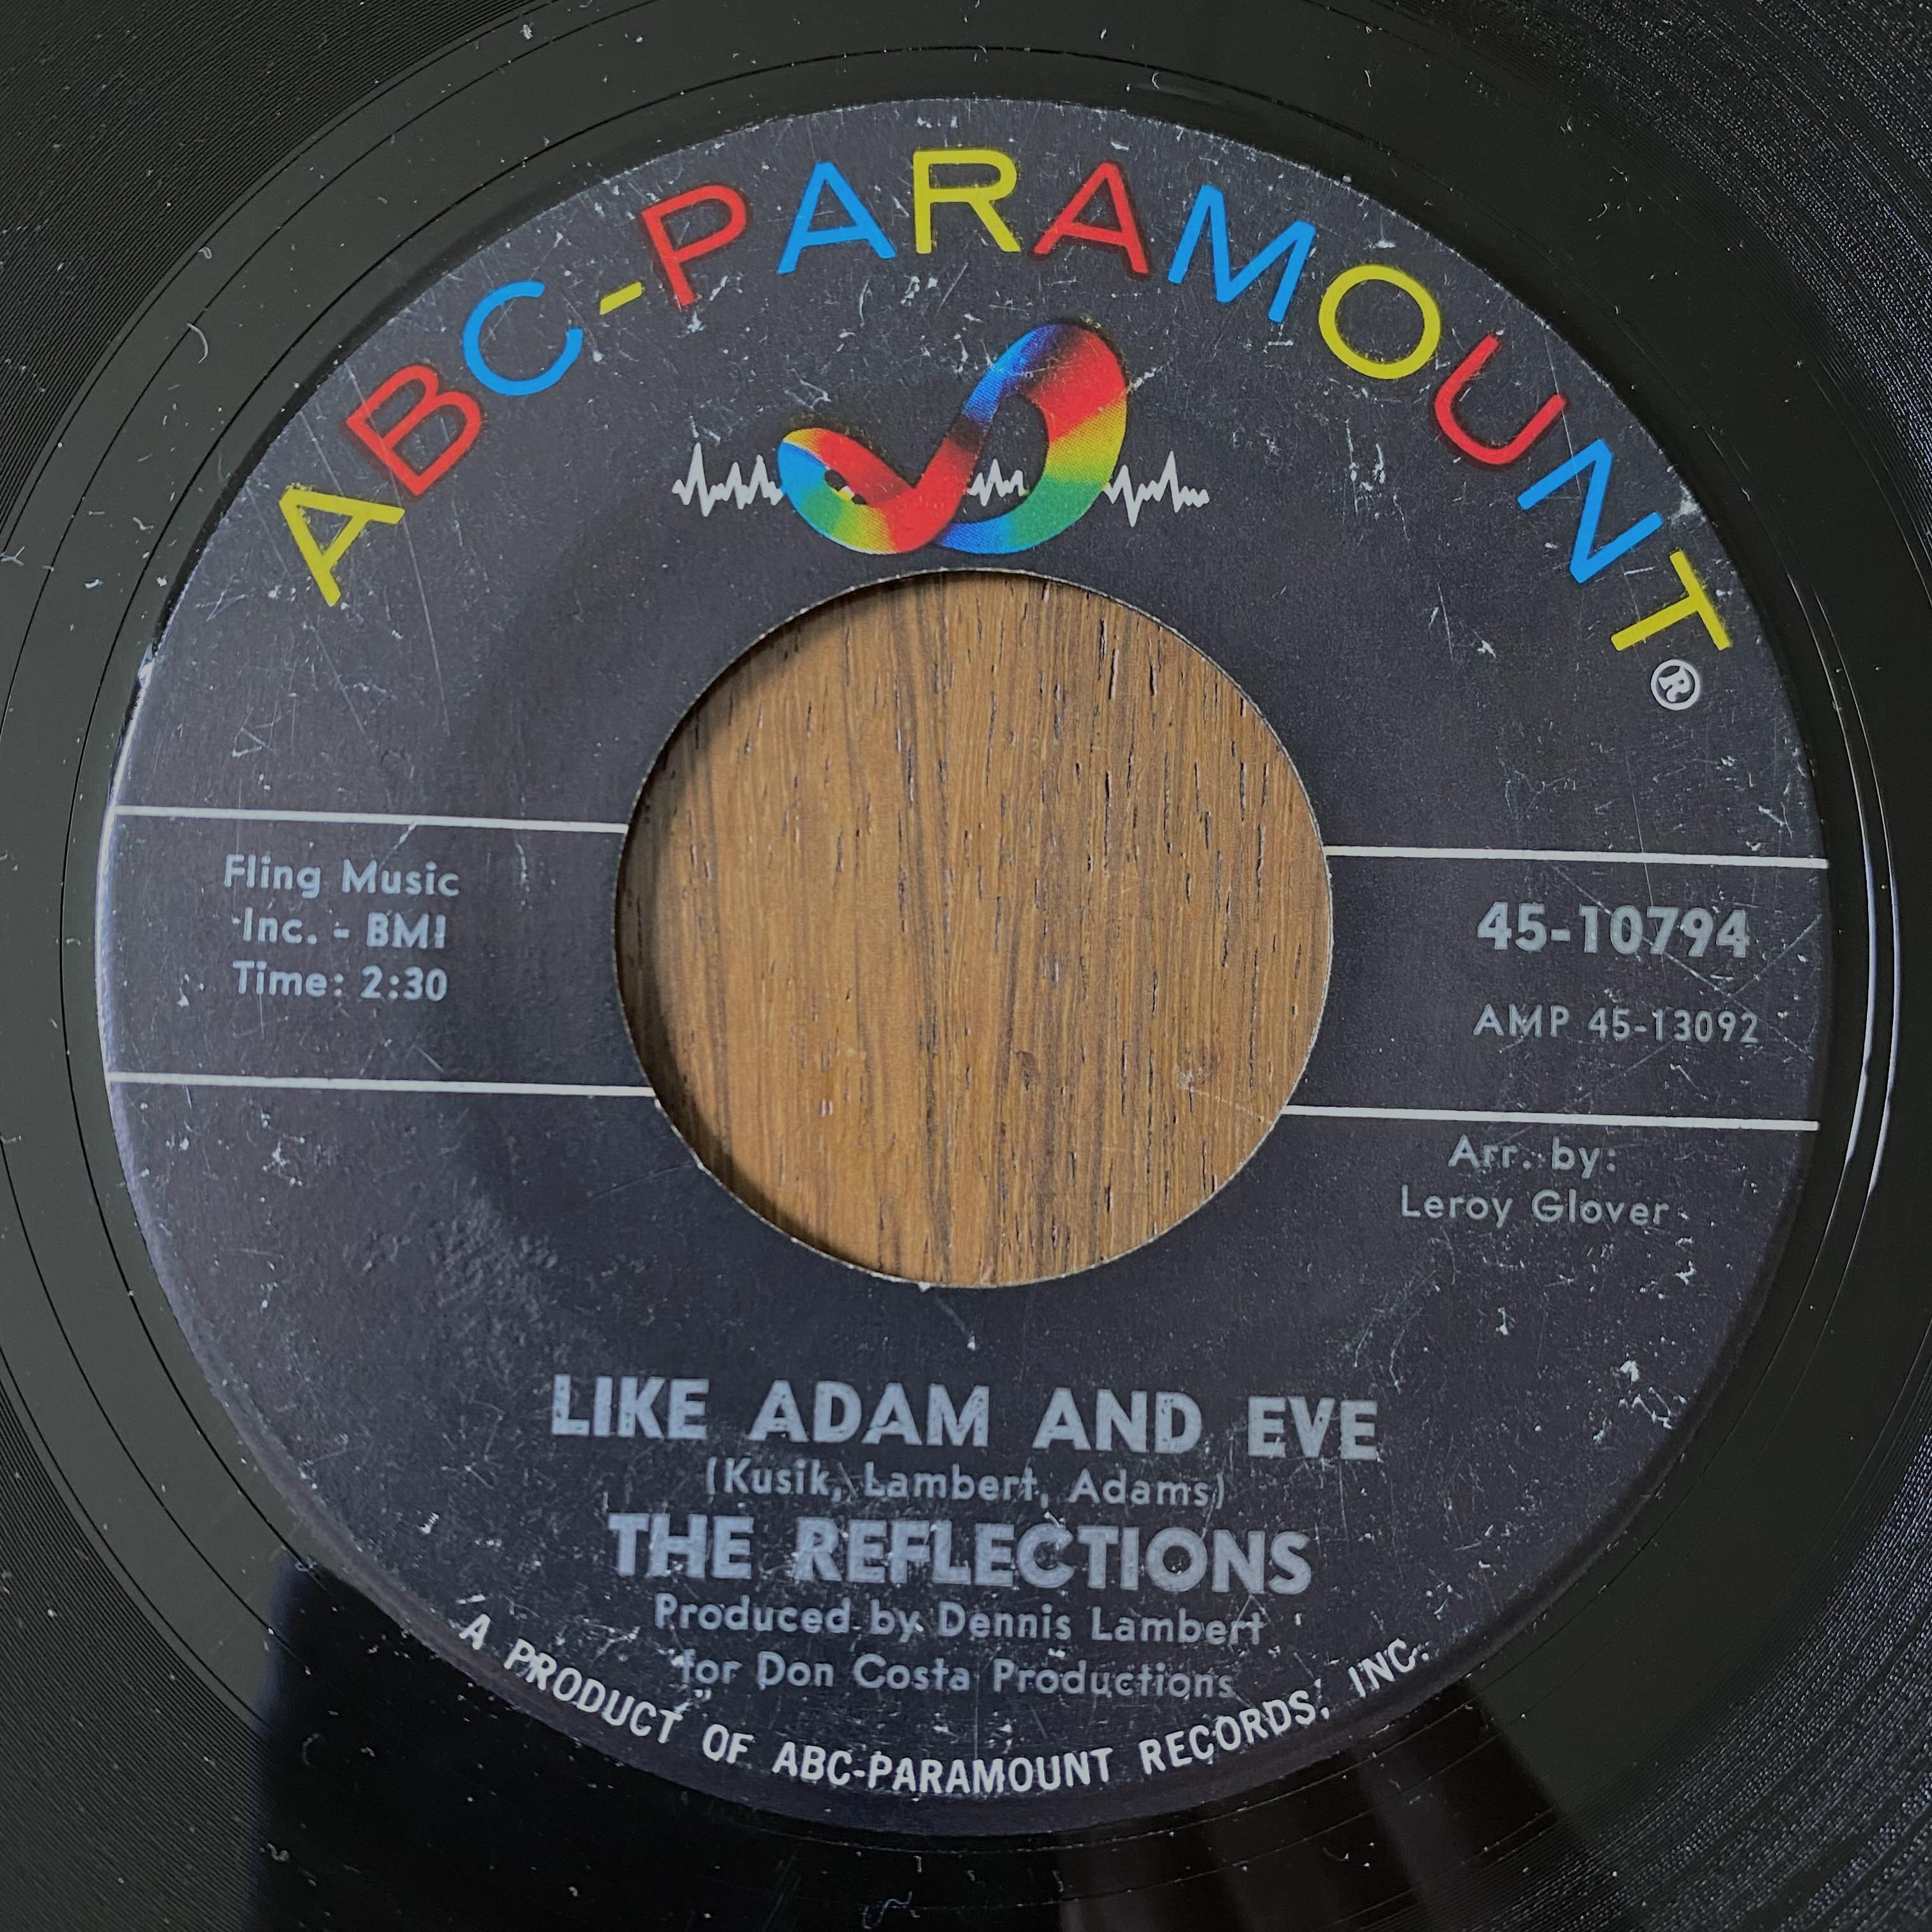 ABC-PARAMOUNT®
Fling Music
Inc. - BMI
Time: 2:30
45-10794
AMP 45-13092
Arr. by:
Leroy Glover
LIKE ADAM AND EVE
(Kusik, Lambert, Adams)
THE REFLECTIONS
Produced by Dennis Lambert
for Don Costa Productions
A PRODUCT OF ABC-PARAMOUNT RECORDS, INC.